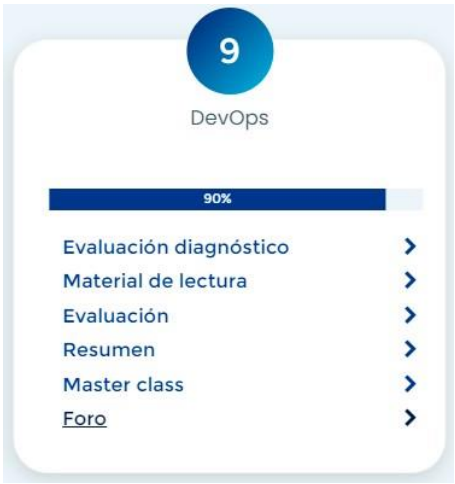 9
DevOps
90%
Evaluación diagnóstico
Material de lectura
Evaluación
Resumen
Master class
Foro